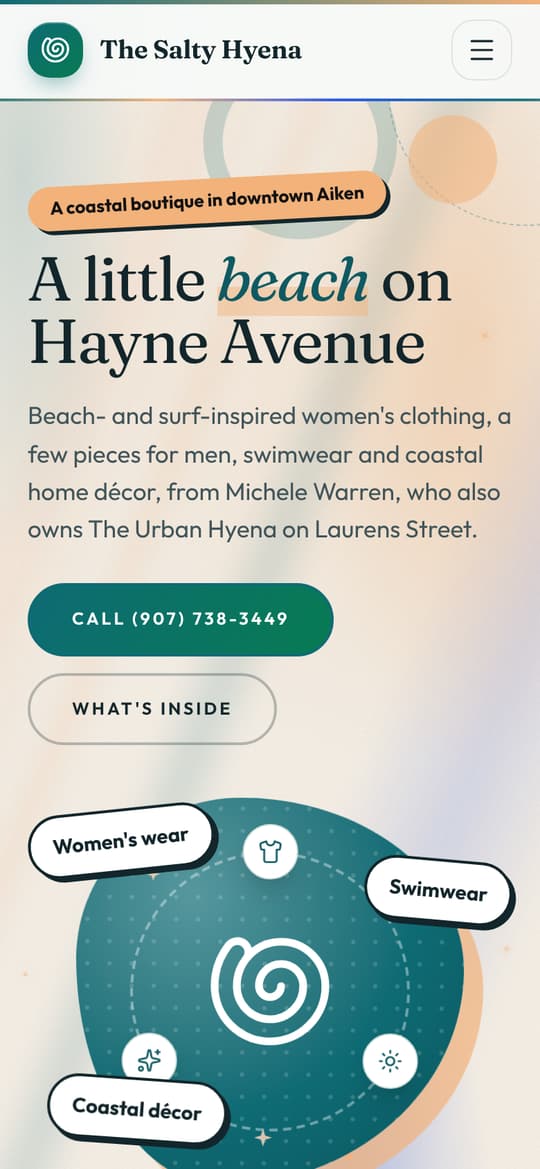 The Salty Hyena
A coastal boutique in downtown Aiken
A little beach on
Hayne Avenue
Beach- and surf-inspired women's clothing, a
few pieces for men, swimwear and coastal
home décor, from Michele Warren, who also
owns The Urban Hyena on Laurens Street.
CALL (907) 738-3449
WHAT'S INSIDE
Women's wear
Swimwear
Coastal décor